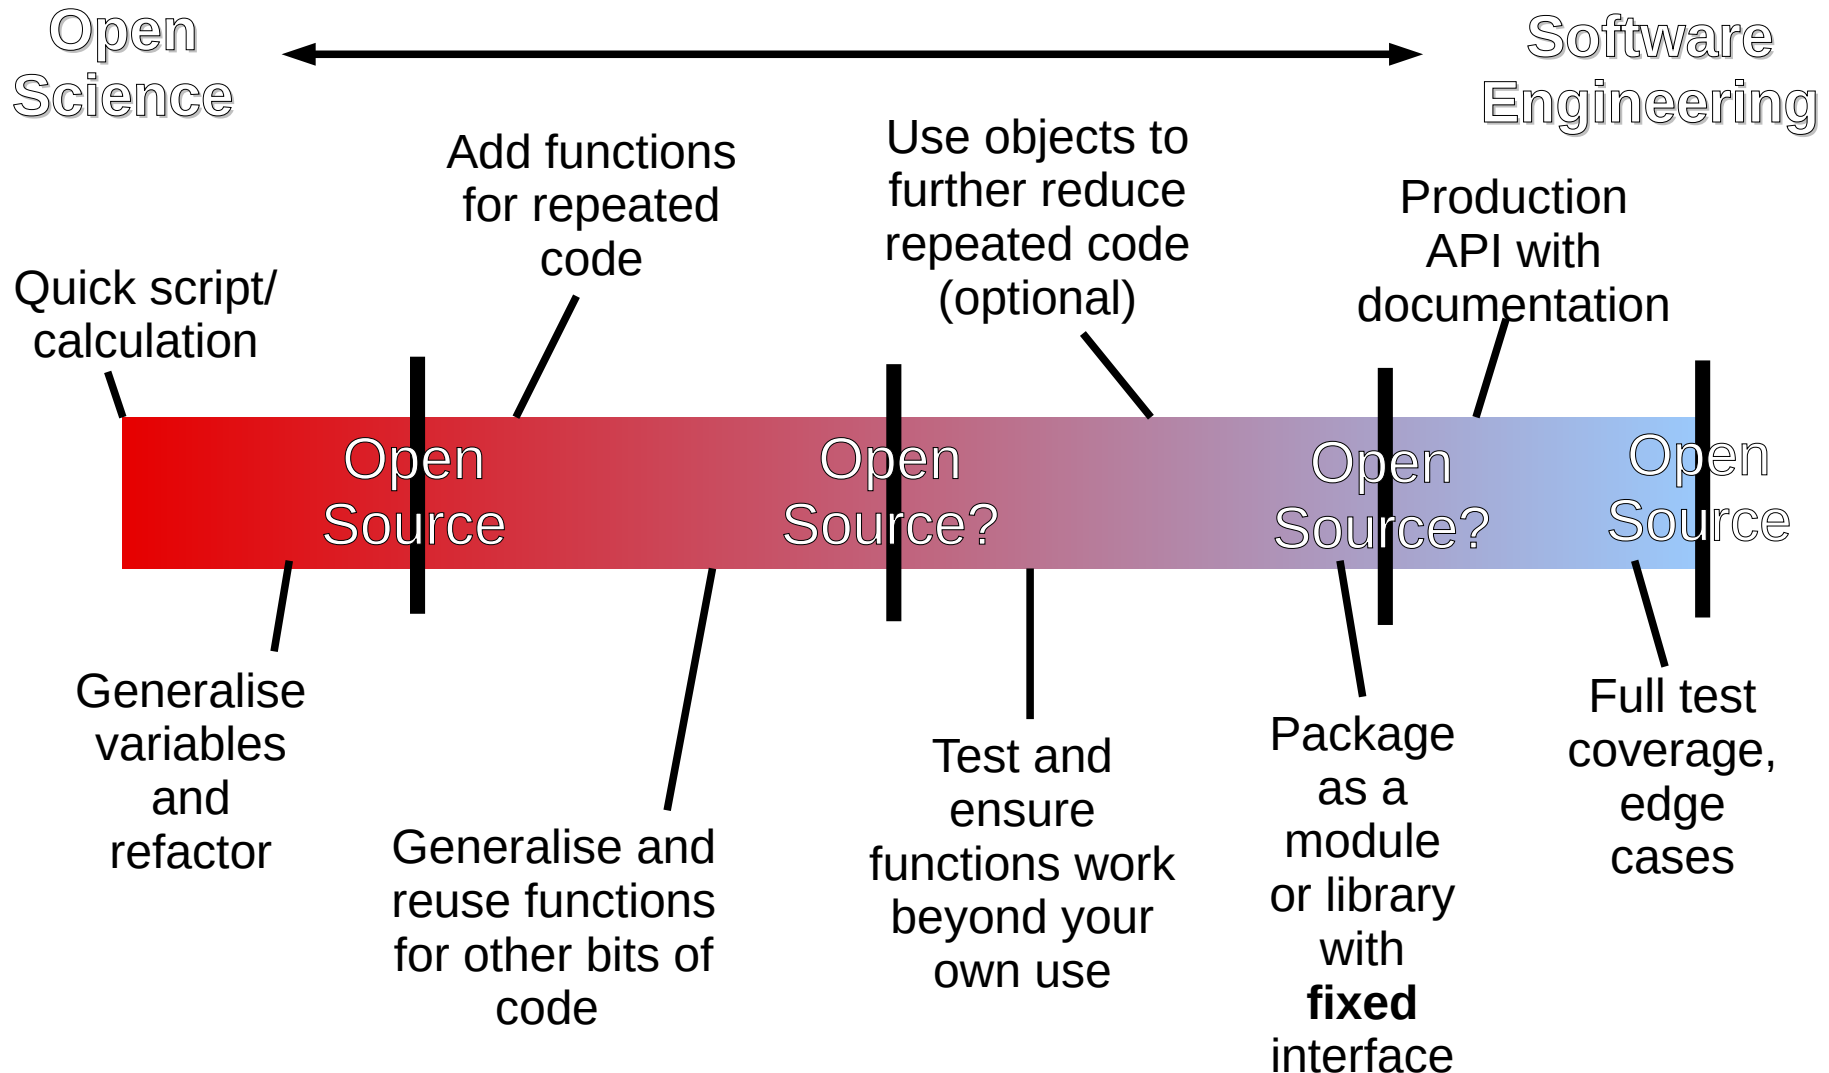 Open
Science
Software
Engineering
Quick script/
calculation
Add functions
for repeated
code
Use objects to
further reduce
repeated code
(optional)
Production
API with
documentation
Open
Source
Open
Source?
Open
Source?
Open
Source
Generalise
variables
and
refactor
Generalise and
reuse functions
for other bits of
code
Test and
ensure
functions work
beyond your
own use
Package
as a
module
or library
with
fixed
interface
Full test
coverage,
edge
cases